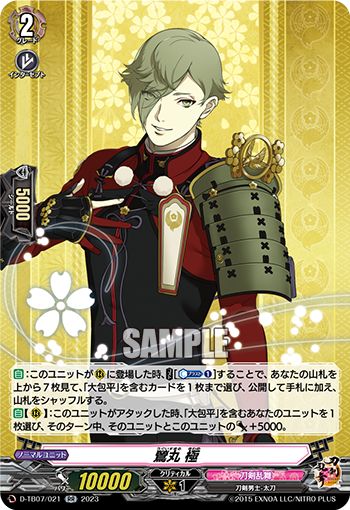 2
グレード
インターセプト
5000
シールド
SAMPLE
自：このユニットがⓇに登場した時、【コスト】[CB1]することで、あなたの山札を
上から７枚見て、「大包平」を含むカードを１枚まで選び、公開して手札に加え、
山札をシャッフルする。
自【Ⓡ】：このユニットがアタックした時、「大包平」を含むあなたのユニットを１
枚選び、そのターン中、そのユニットとこのユニットの+5000。
ノーマルユニット
鶯丸 極
パワー 10000
クリティカル
1
刀剣乱舞
刀剣男士・太刀
D-TB07/021 RR 2023
©2015 EXNOA LLC/NITRO PLUS